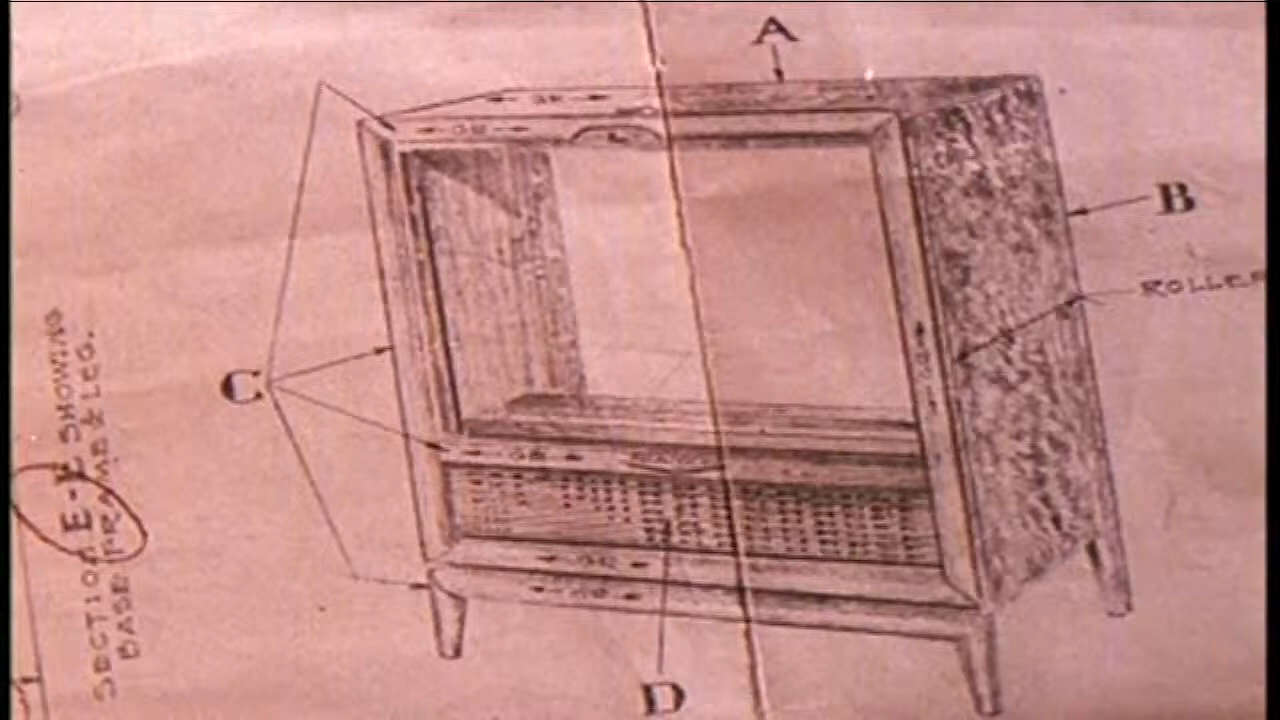 A
B
ROLLER
C
SECTION E-E SHOWING
BASE FRAME & LEG.
D